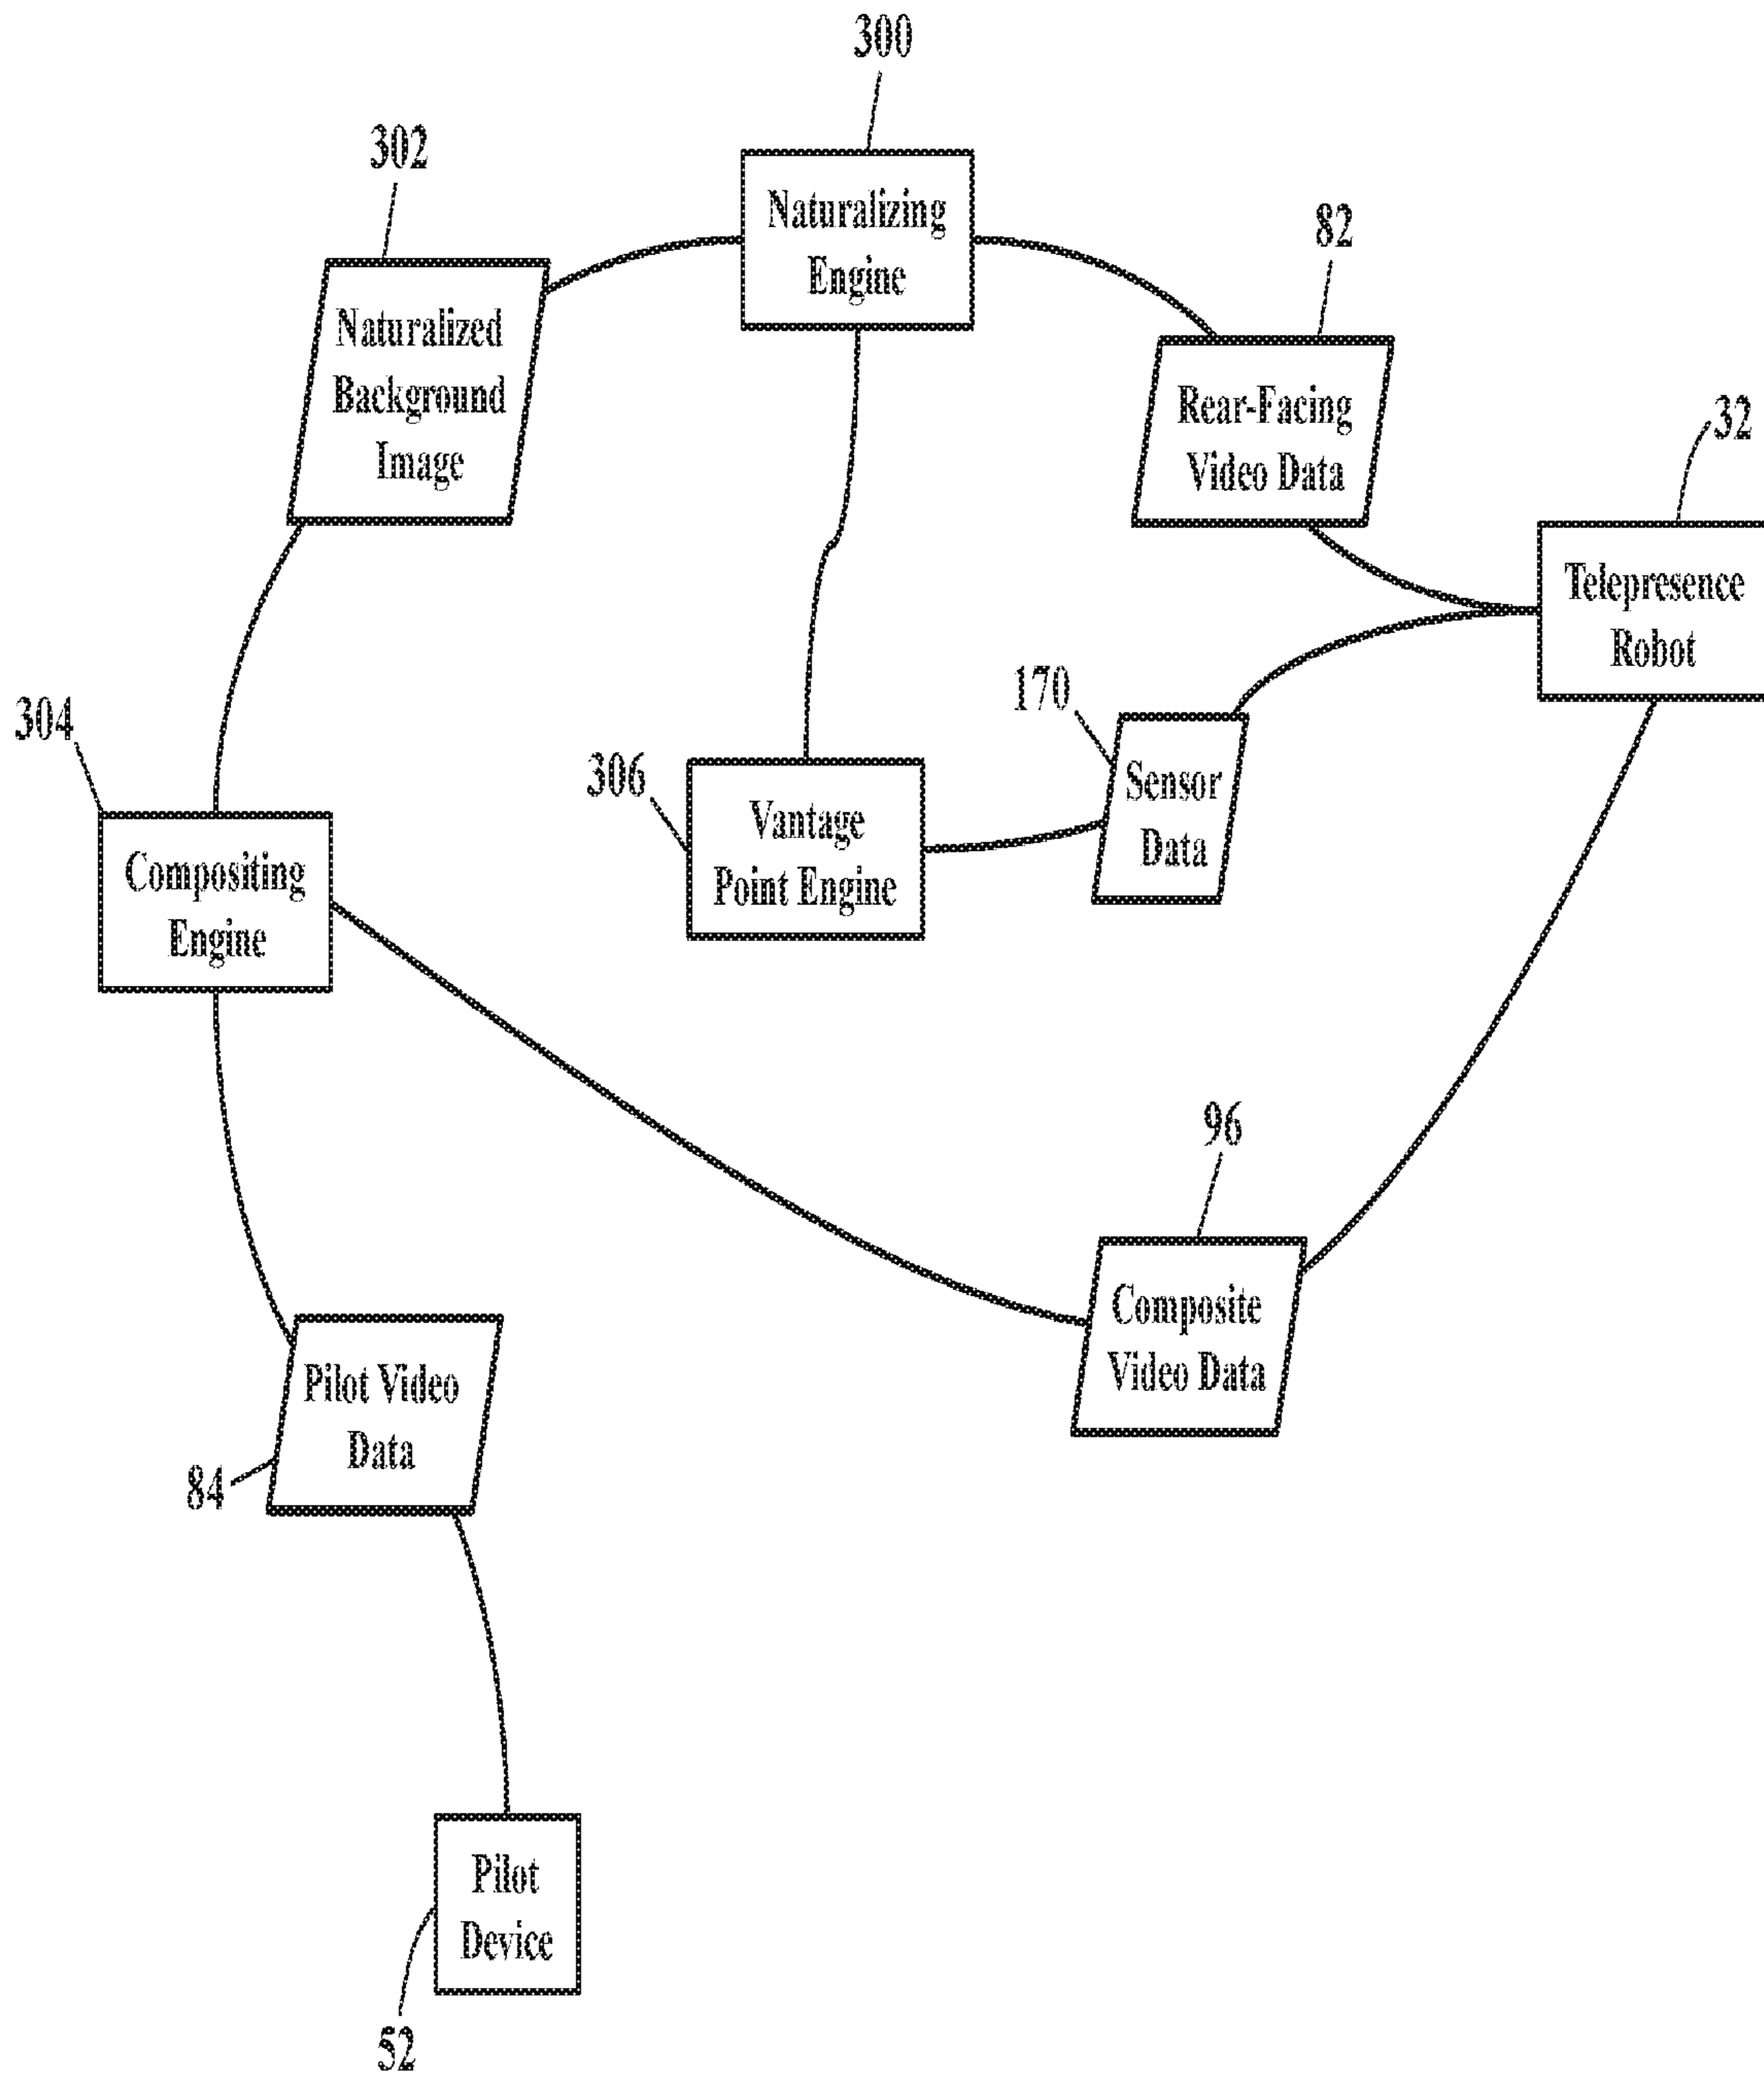 300
302
Naturalizing
Engine
82
Naturalized
Background
Image
Rear-Facing
Video Data
32
Telepresence
Robot
170
Sensor
Data
304
306
Vantage
Point Engine
Compositing
Engine
96
Composite
Video Data
Pilot Video
Data
84
Pilot
Device
52